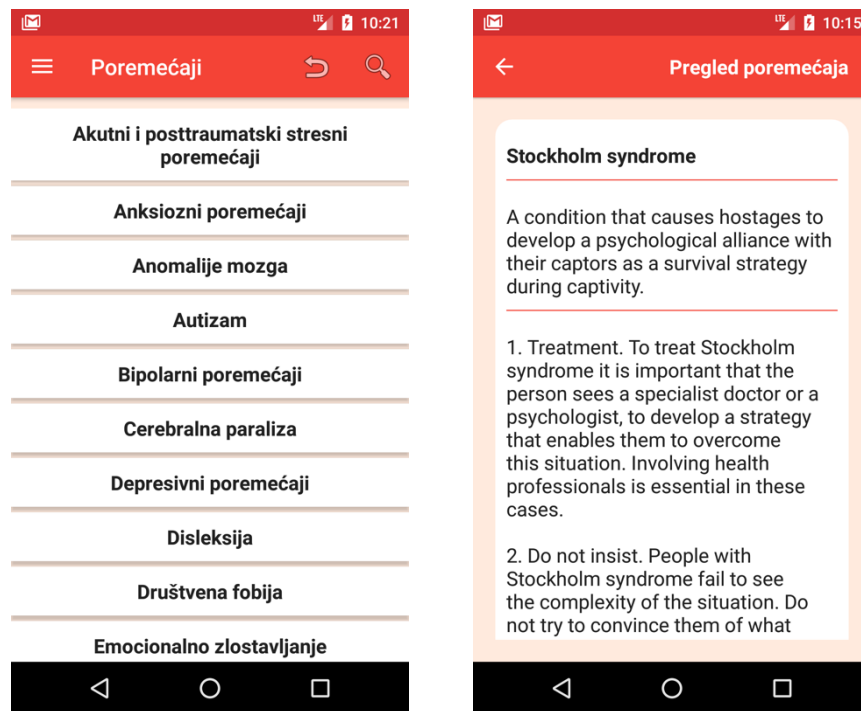 LTE 10:21
Poremećaji
Akutni i posttraumatski stresni
poremećaji
Anksiozni poremećaji
Anomalije mozga
Autizam
Bipolarni poremećaji
Cerebralna paraliza
Depresivni poremećaji
Disleksija
Društvena fobija
Emocionalno zlostavljanje
LTE 10:15
Pregled poremećaja
Stockholm syndrome
A condition that causes hostages to
develop a psychological alliance with
their captors as a survival strategy
during captivity.
1. Treatment. To treat Stockholm
syndrome it is important that the
person sees a specialist doctor or a
psychologist, to develop a strategy
that enables them to overcome
this situation. Involving health
professionals is essential in these
cases.
2. Do not insist. People with
Stockholm syndrome fail to see
the complexity of the situation. Do
not try to convince them of what